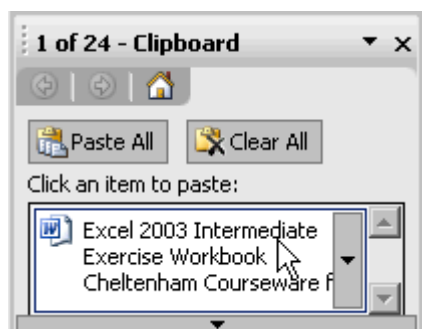 1 of 24 - Clipboard
Paste All Clear All
Click an item to paste:
Excel 2003 Intermediate
Exercise Workbook
Cheltenham Courseware f